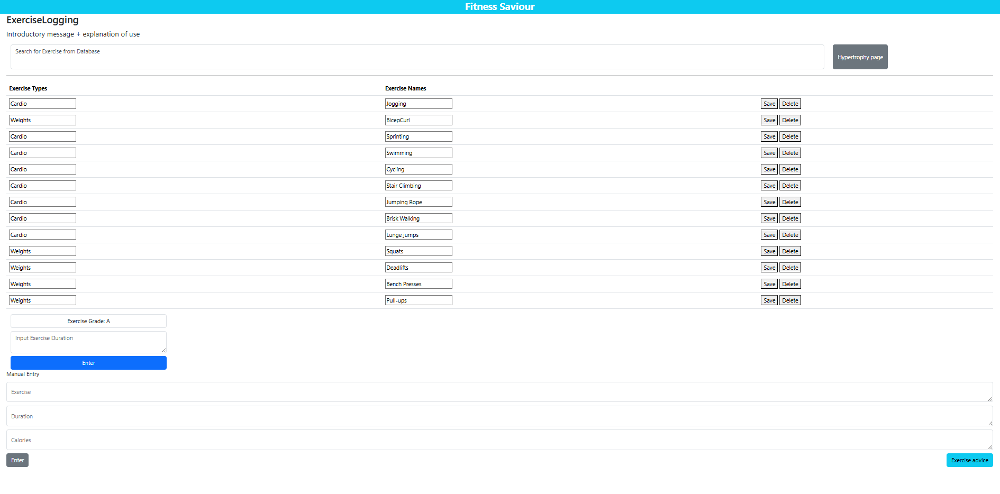 Fitness Saviour
ExerciseLogging
Introductory message + explanation of use
Search for Exercise from Database
Hypertrophy page
Exercise Types Exercise Names
Cardio Jogging Save Delete
Weights BicepCurl Save Delete
Cardio Sprinting Save Delete
Cardio Swimming Save Delete
Cardio Cycling Save Delete
Cardio Stair Climbing Save Delete
Cardio Jumping Rope Save Delete
Cardio Brisk Walking Save Delete
Cardio Lunge jumps Save Delete
Weights Squats Save Delete
Weights Deadlifts Save Delete
Weights Bench Presses Save Delete
Weights Pull-ups Save Delete
Exercise Grade: A
Input Exercise Duration
Enter
Manual Entry
Exercise
Duration
Calories
Enter Exercise advice